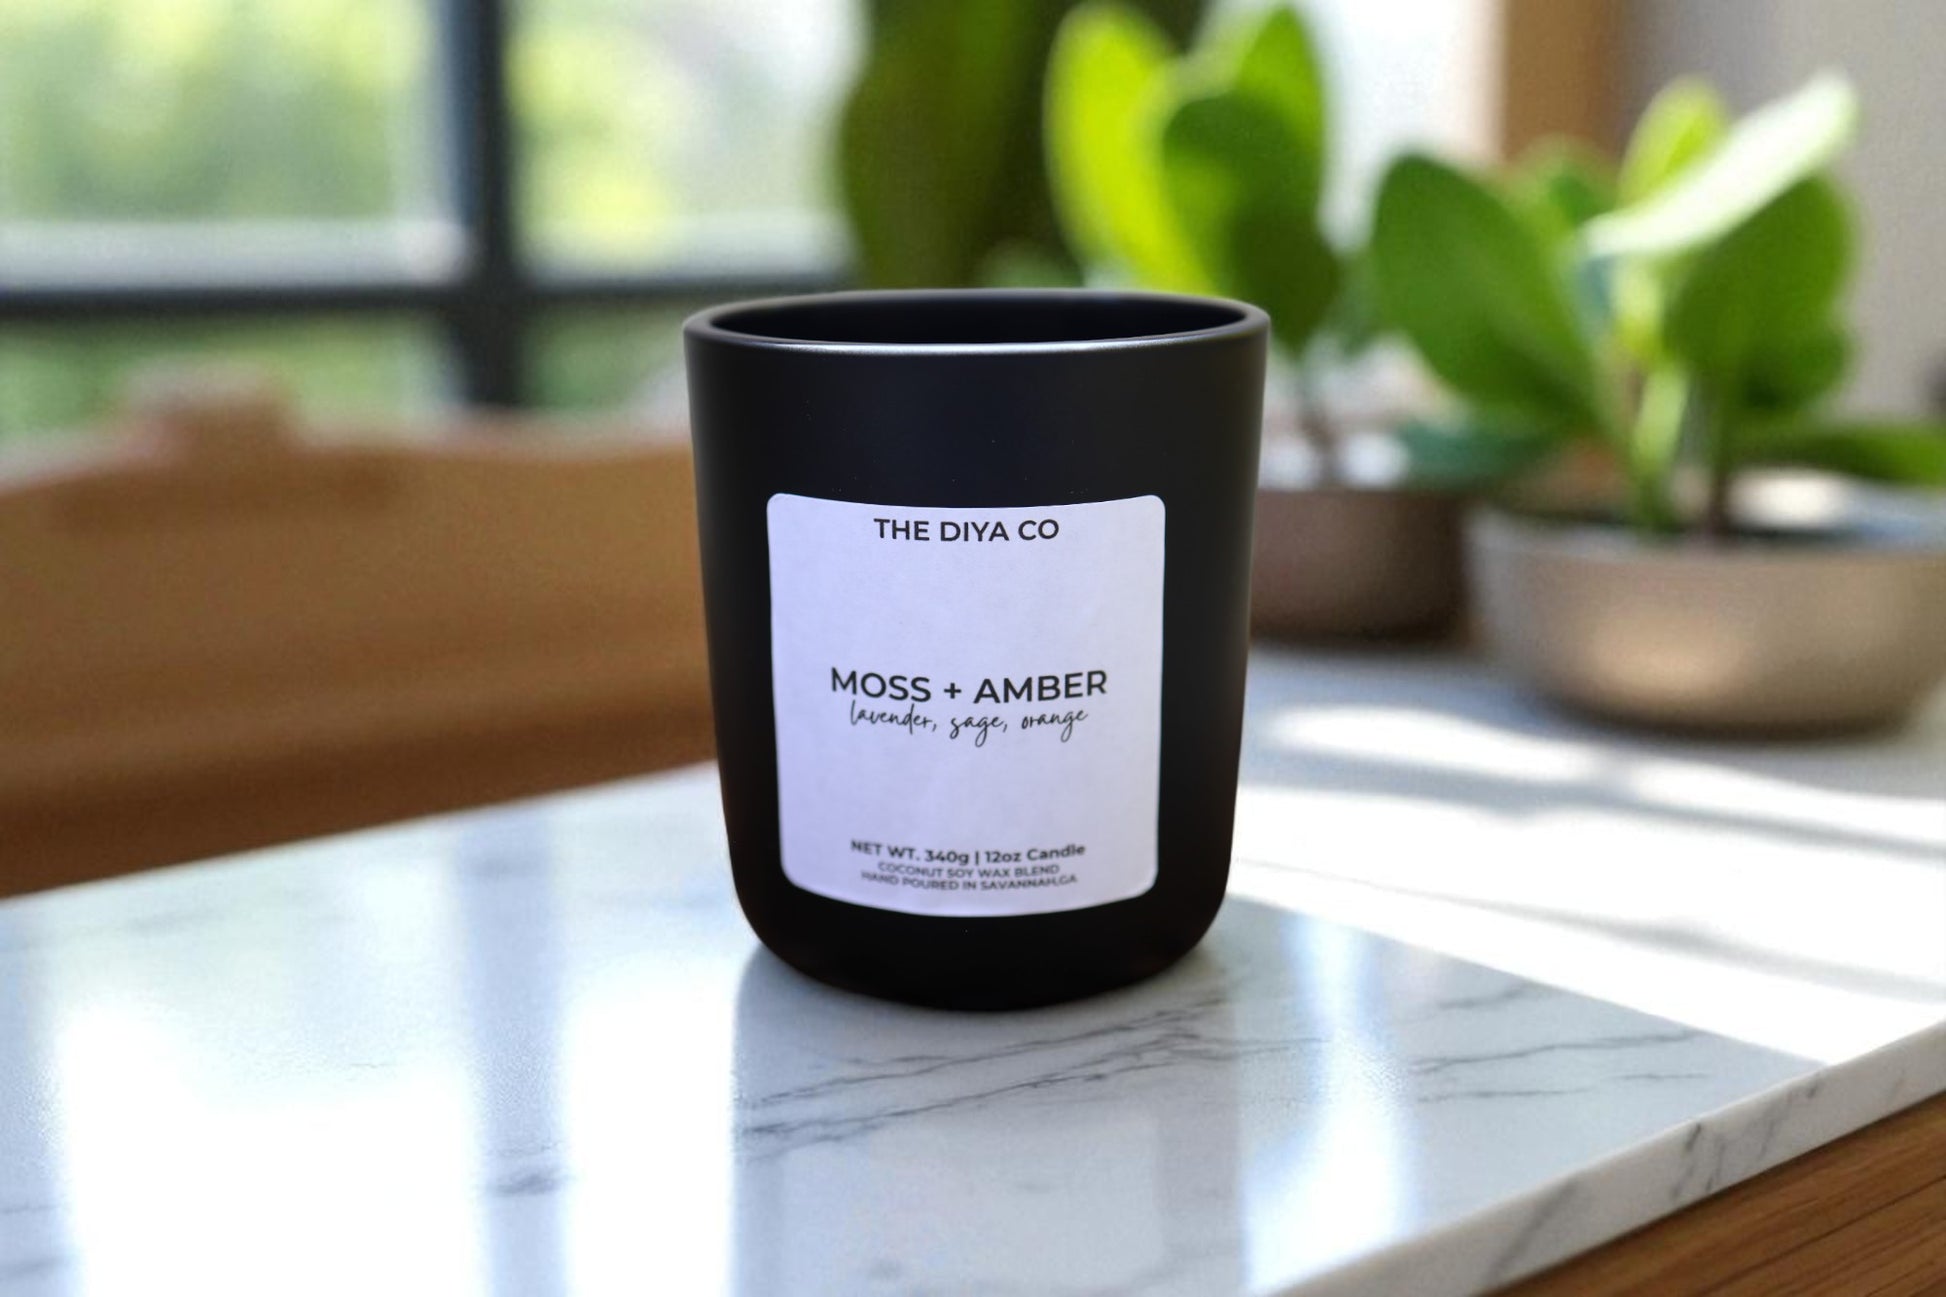 THE DIYA CO
MOSS + AMBER
lavender, sage, orange
NET WT. 340g | 12oz Candle
COCONUT SOY WAX BLEND
HAND POURED IN SAVANNAH,GA